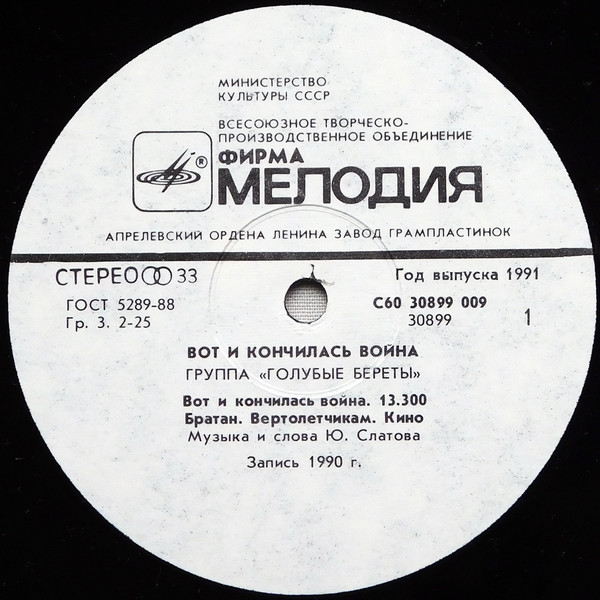 МИНИСТЕРСТВО
КУЛЬТУРЫ СССР
ВСЕСОЮЗНОЕ ТВОРЧЕСКО-
ПРОИЗВОДСТВЕННОЕ ОБЪЕДИНЕНИЕ
®
ФИРМА
МЕЛОДИЯ
АПРЕЛЕВСКИЙ ОРДЕНА ЛЕНИНА ЗАВОД ГРАМПЛАСТИНОК
СТЕРЕО 33
Год выпуска 1991
ГОСТ 5289-88
С60 30899 009
Гр. 3. 2-25
30899
1
ВОТ И КОНЧИЛАСЬ ВОЙНА
ГРУППА «ГОЛУБЫЕ БЕРЕТЫ»
Вот и кончилась война. 13.300
Братан. Вертолетчикам. Кино
Музыка и слова Ю. Слатова
Запись 1990 г.